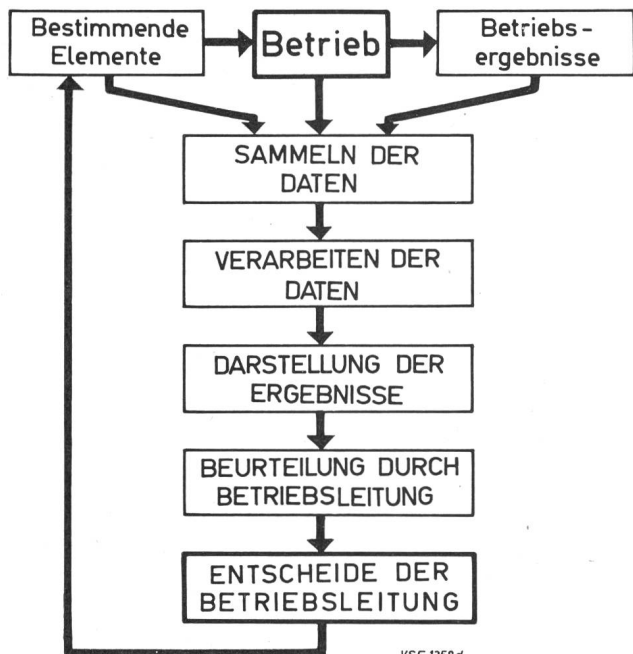 Bestimmende
Elemente
Betrieb
Betriebs-
ergebnisse
SAMMELN DER
DATEN
VERARBEITEN DER
DATEN
DARSTELLUNG DER
ERGEBNISSE
BEURTEILUNG DURCH
BETRIEBSLEITUNG
ENTSCHEIDE DER
BETRIEBSLEITUNG